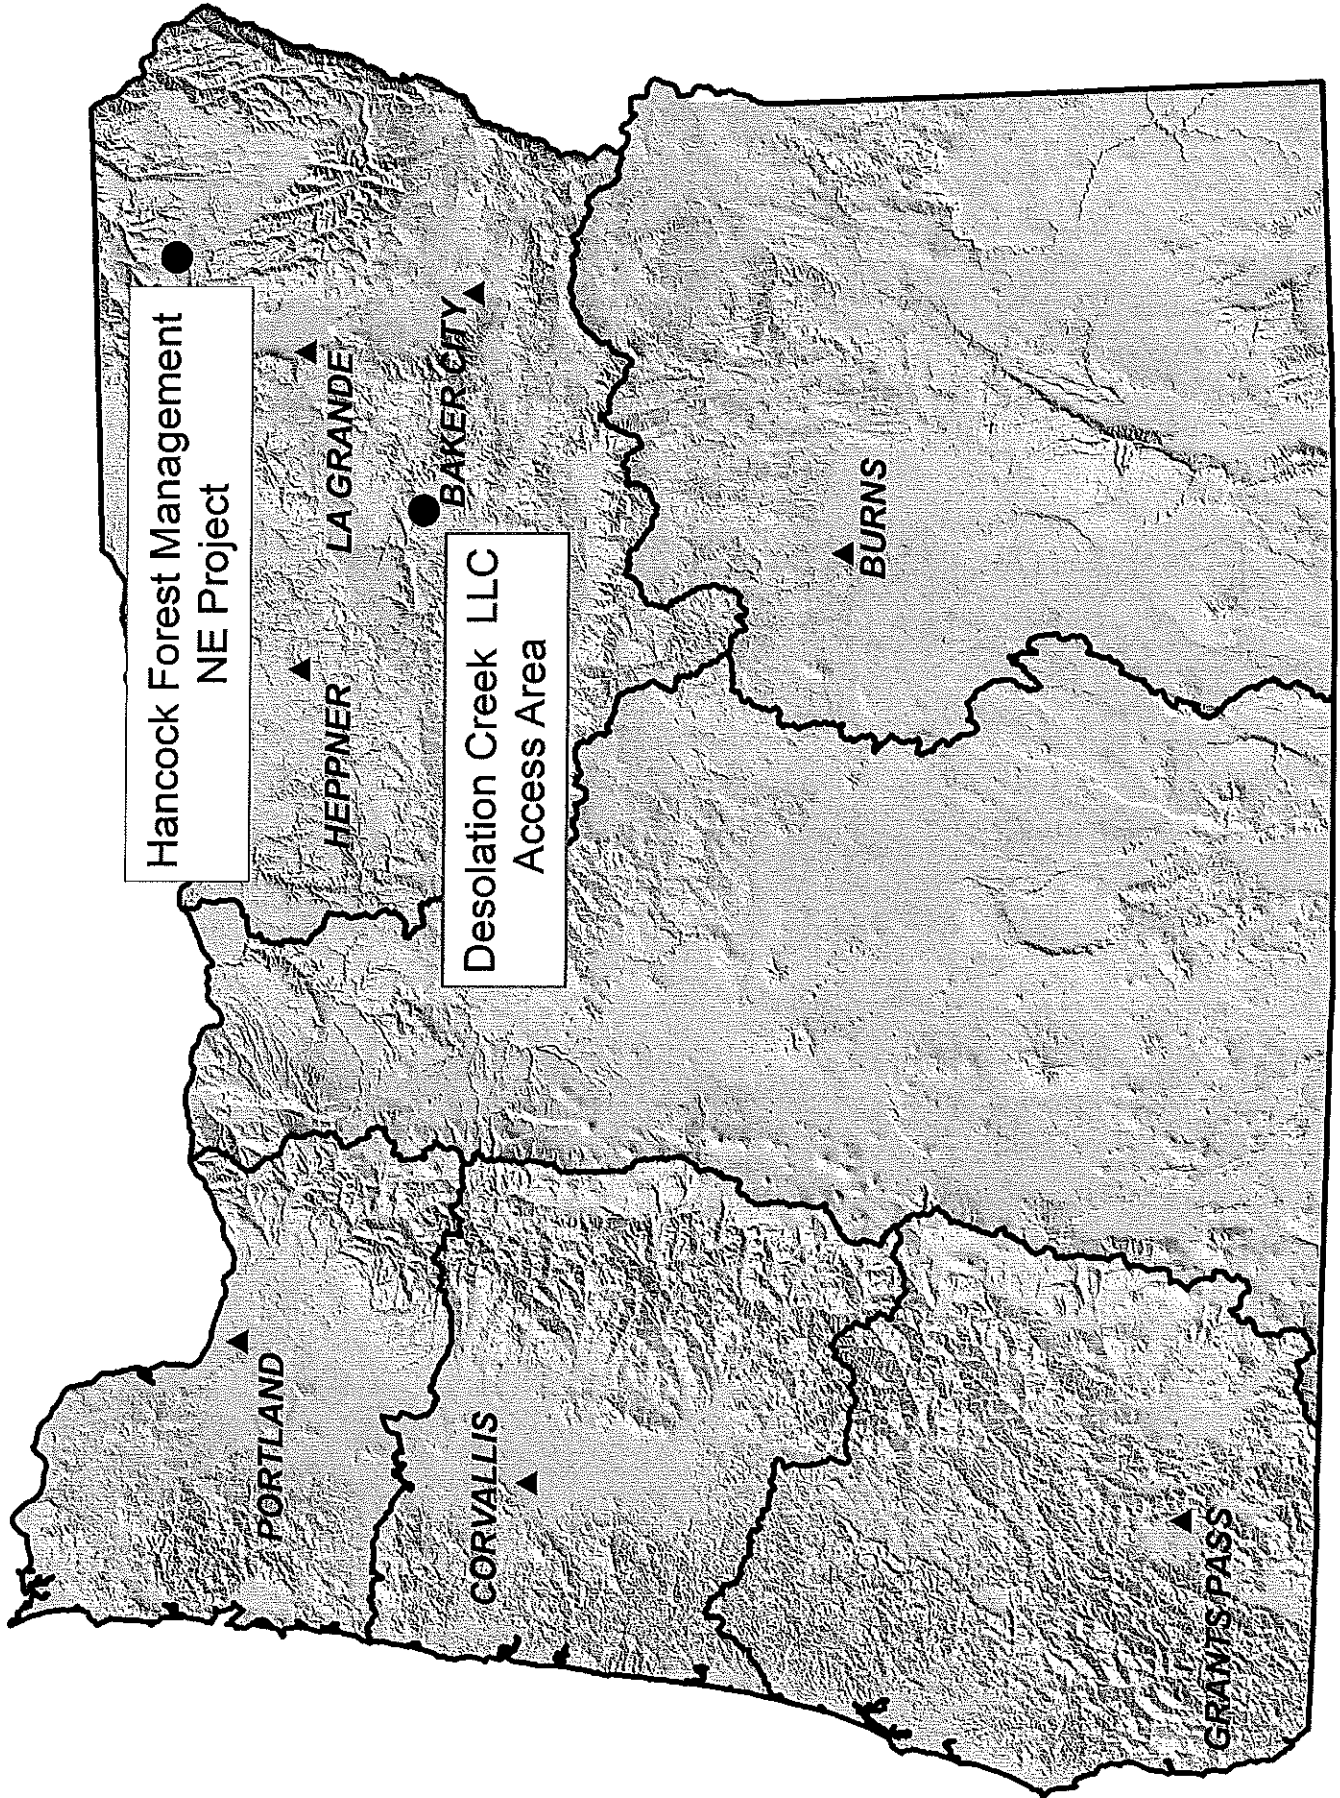 Hancock Forest Management
NE Project
PORTLAND
HEPPNER
LA GRANDE
BAKER CITY
Desolation Creek LLC
Access Area
CORVALLIS
BURNS
GRANTS PASS